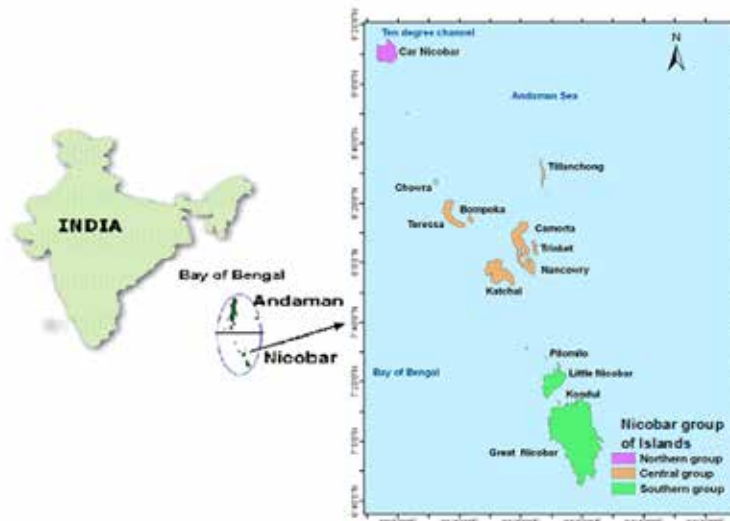 INDIA
Bay of Bengal
Andaman
Nicobar
Ten degree channel
Car Nicobar
N
Andaman Sea
Tillanchong
Chowra
Bompoka
Teressa
Camorta
Trinket
Nancowry
Katchal
Pilomilo
Bay of Bengal
Little Nicobar
Kondul
Great Nicobar
Nicobar group
of Islands
Northern group
Central group
Southern group